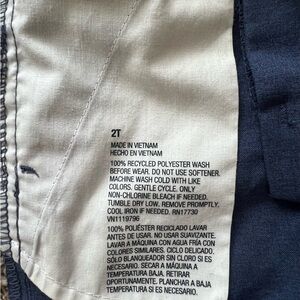 2T
MADE IN VIETNAM
HECHO EN VIETNAM
100% RECYCLED POLYESTER WASH
BEFORE WEAR. DO NOT USE SOFTENER.
MACHINE WASH COLD WITH LIKE
COLORS. GENTLE CYCLE. ONLY
NON-CHLORINE BLEACH IF NEEDED.
TUMBLE DRY LOW. REMOVE PROMPTLY.
COOL IRON IF NEEDED. RN17730
VN1119796
100% POLIÉSTER RECICLADO LAVAR
ANTES DE USAR. NO USAR SUAVIZANTE.
LAVAR A MÁQUINA CON AGUA FRÍA CON
COLORES SIMILARES. CICLO DELICADO.
SÓLO BLANQUEADOR SIN CLORO SI ES
NECESARIO. SECAR A MÁQUINA A
TEMPERATURA BAJA. RETIRAR
OPORTUNAMENTE. PLANCHAR A BAJA
TEMPERATURA SI ES NECESARIO.